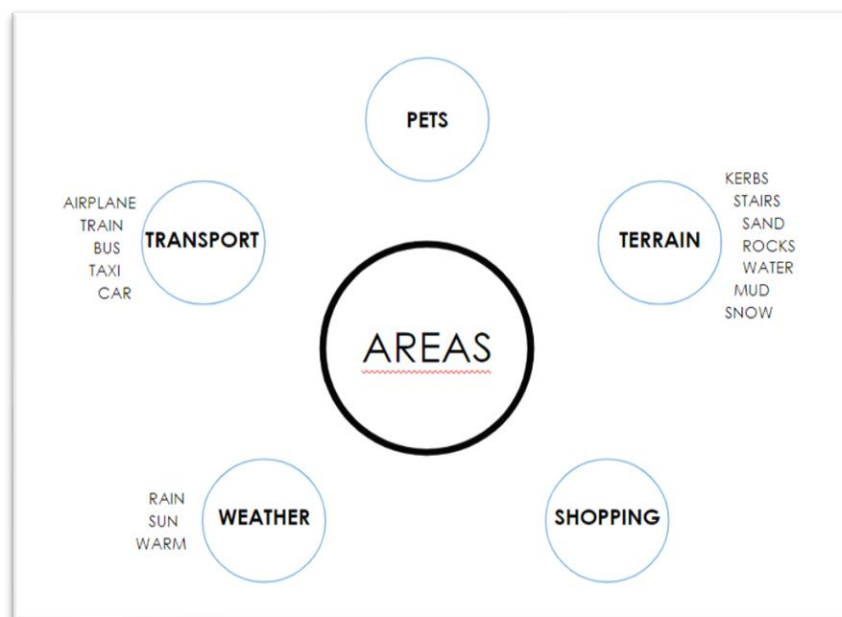 PETS
AIRPLANE
TRAIN
BUS
TAXI
CAR
TRANSPORT
TERRAIN
KERBS
STAIRS
SAND
ROCKS
WATER
MUD
SNOW
AREAS
RAIN
SUN
WARM
WEATHER
SHOPPING